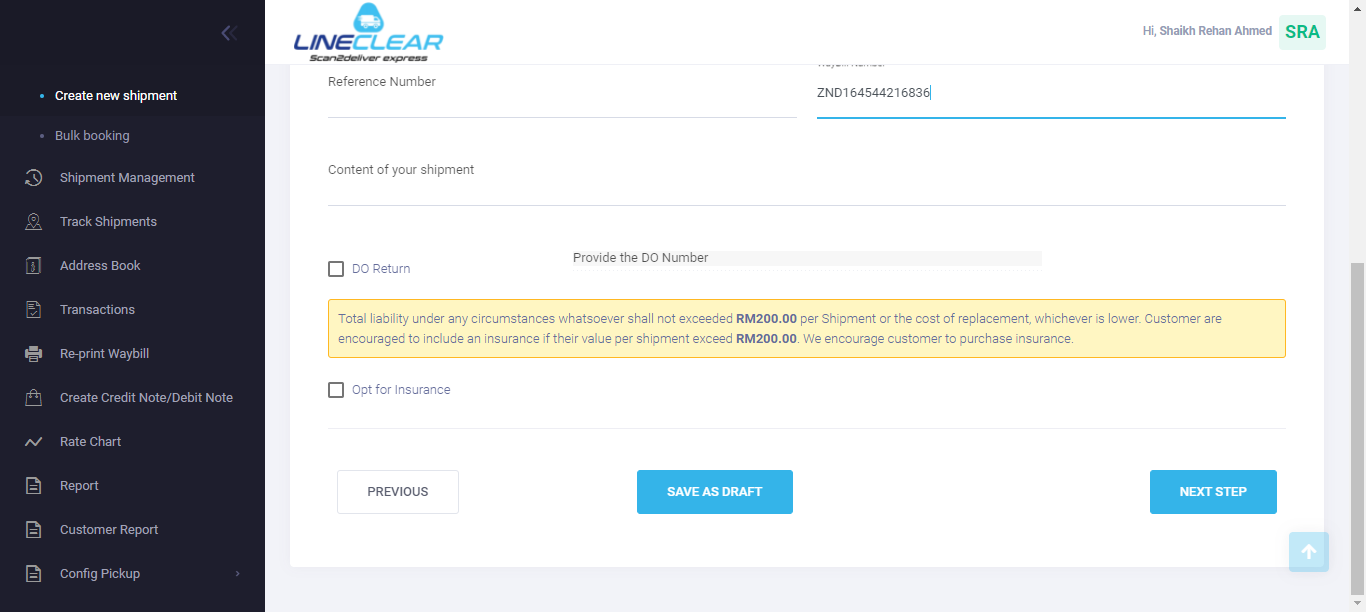 LINECLEAR
Scan2deliver express
Hi, Shaikh Rehan Ahmed SRA
Create new shipment
Bulk booking
Shipment Management
Track Shipments
Address Book
Transactions
Re-print Waybill
Create Credit Note/Debit Note
Rate Chart
Report
Customer Report
Config Pickup
Reference Number
Waybill Number
ZND164544216836
Content of your shipment
DO Return
Provide the DO Number
Total liability under any circumstances whatsoever shall not exceeded RM200.00 per Shipment or the cost of replacement, whichever is lower. Customer are
encouraged to include an insurance if their value per shipment exceed RM200.00. We encourage customer to purchase insurance.
Opt for Insurance
PREVIOUS
SAVE AS DRAFT
NEXT STEP